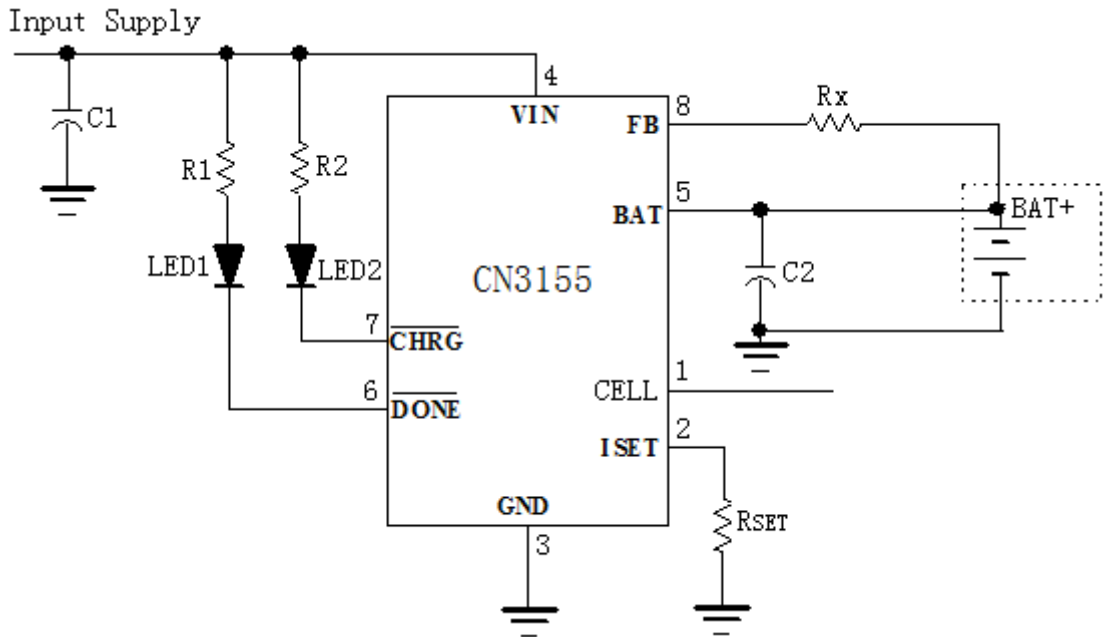 Input Supply
C1
R1
R2
LED1
LED2
4
VIN
8
FB
Rx
5
BAT
BAT+
C2
CN3155
7
CHRG
6
DONE
1
CELL
2
ISET
RSET
GND
3